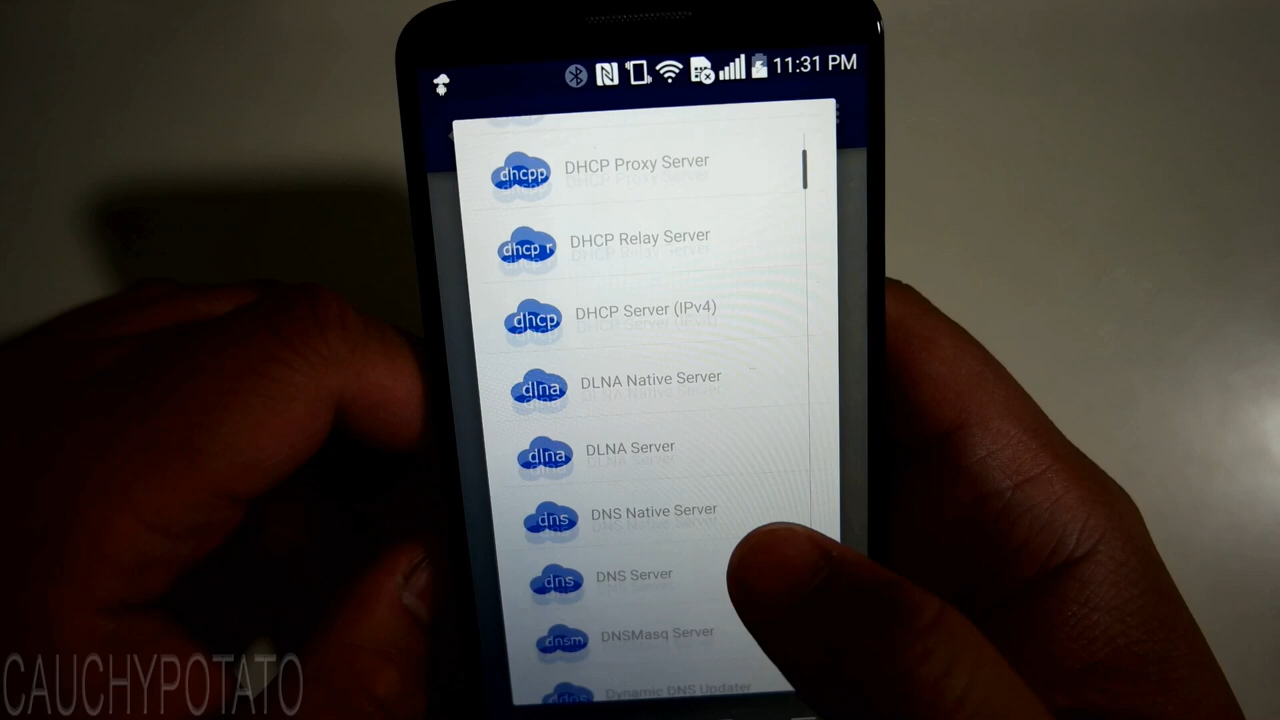 11:31 PM
dhcpp DHCP Proxy Server
dhcp r DHCP Relay Server
dhcp DHCP Server (IPv4)
dlna DLNA Native Server
dlna DLNA Server
dns DNS Native Server
dns DNS Server
dnsm DNSMasq Server
ddns Dynamic DNS Updater
CAUCHYPOTATO